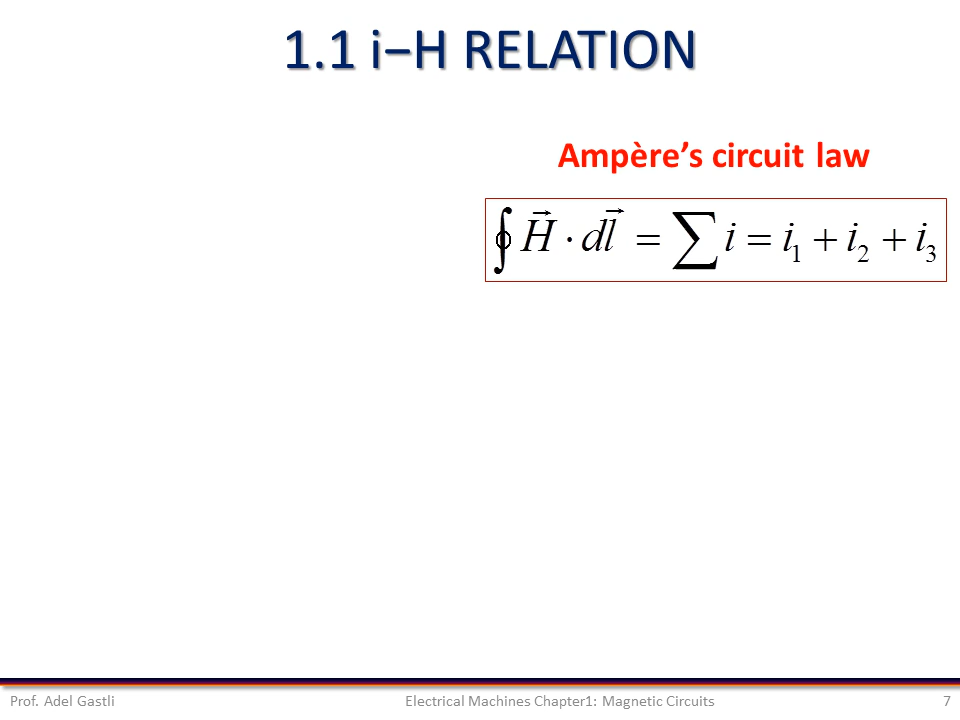 1.1 i–H RELATION
Ampère’s circuit law
∮ H⃗ · dl⃗ = ∑ i = i₁ + i₂ + i₃
Prof. Adel Gastli Electrical Machines Chapter1: Magnetic Circuits 7